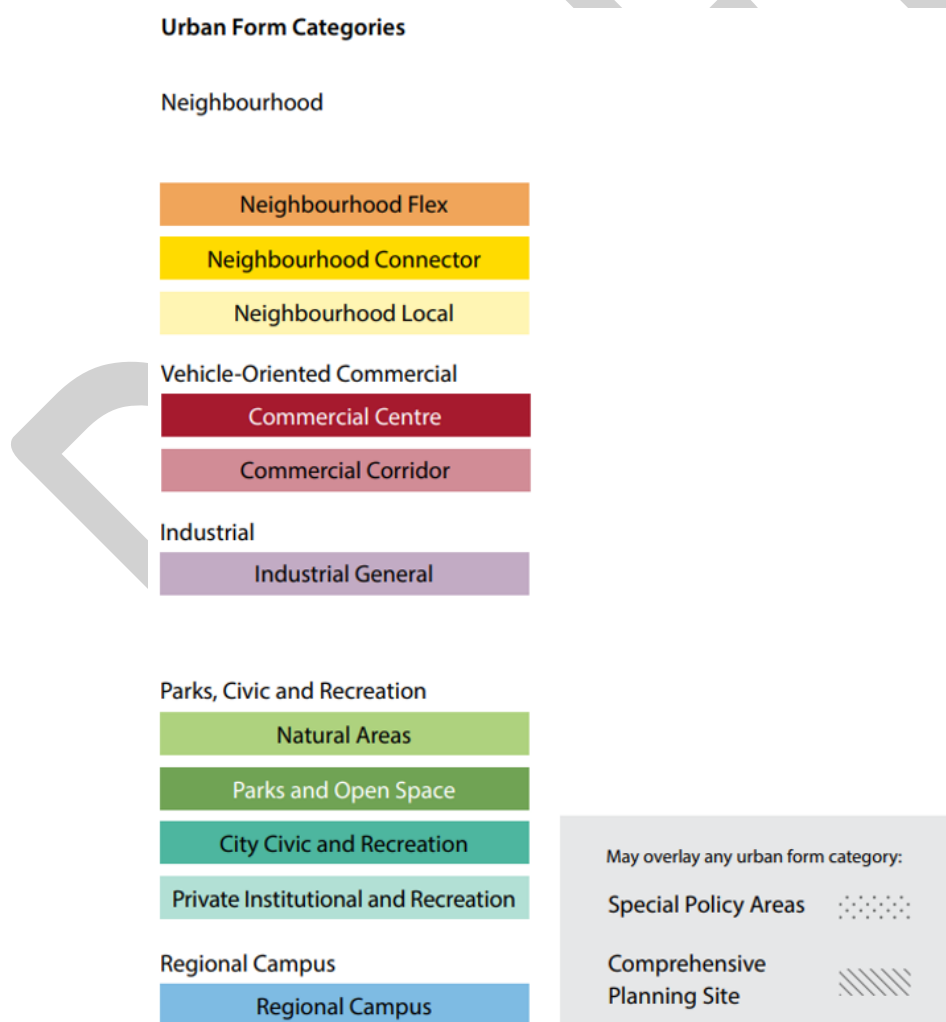 Urban Form Categories
Neighbourhood
Neighbourhood Flex
Neighbourhood Connector
Neighbourhood Local
Vehicle-Oriented Commercial
Commercial Centre
Commercial Corridor
Industrial
Industrial General
Parks, Civic and Recreation
Natural Areas
Parks and Open Space
City Civic and Recreation
Private Institutional and Recreation
Regional Campus
Regional Campus
May overlay any urban form category:
Special Policy Areas
Comprehensive
Planning Site